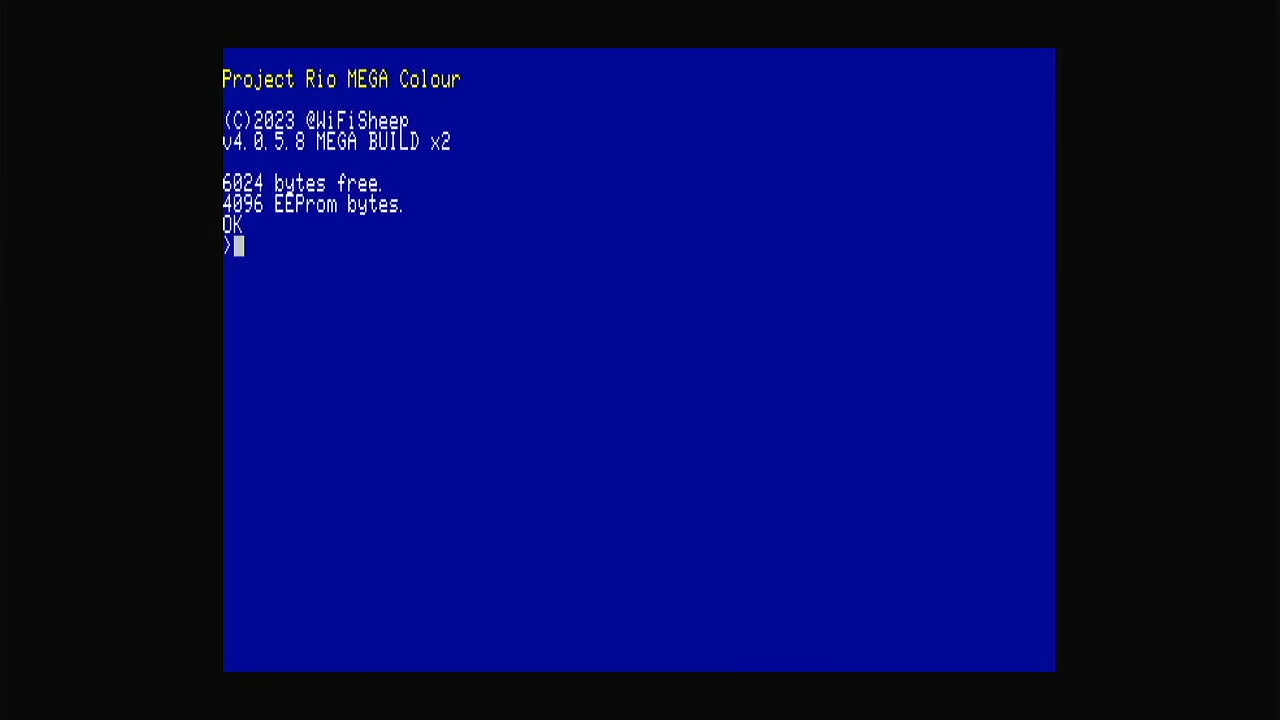 Project Rio MEGA Colour
(C)2023 @WiFiSheep
v4.0.5.8 MEGA BUILD x2
6024 bytes free.
4096 EEProm bytes.
OK
>